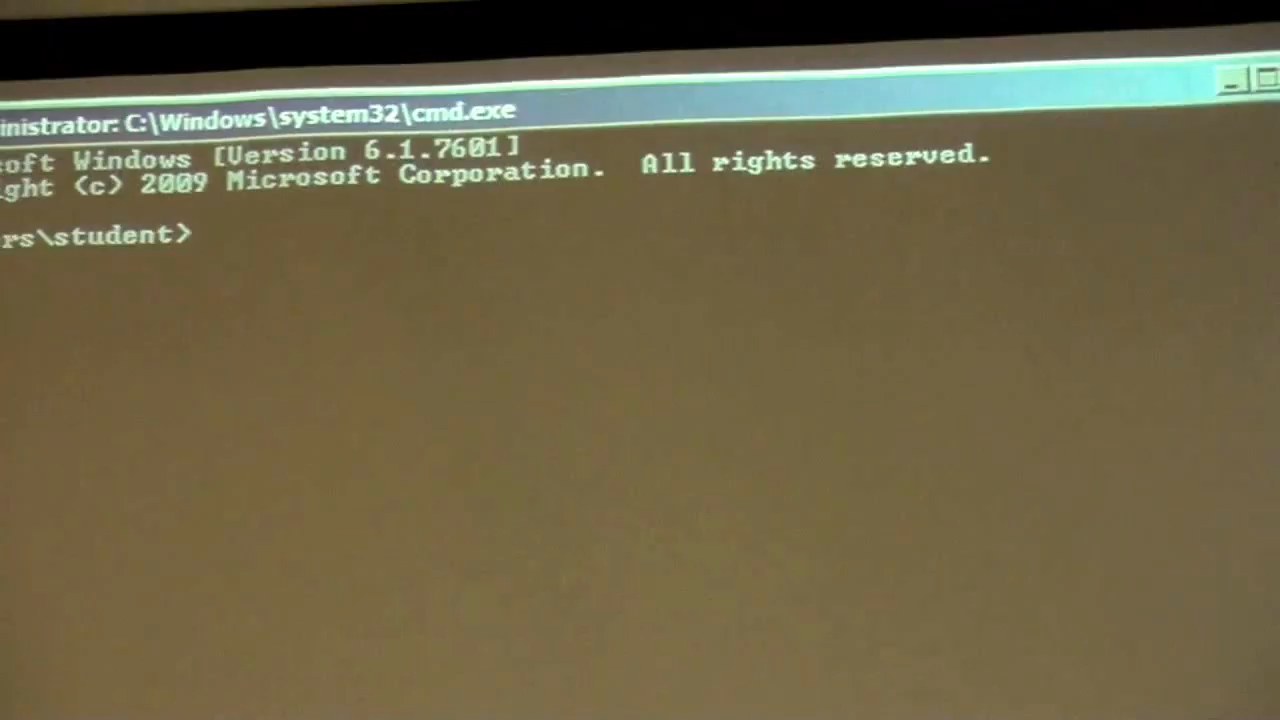 inistrator: C:\Windows\system32\cmd.exe
soft Windows [Version 6.1.7601]
ight (c) 2009 Microsoft Corporation.  All rights reserved.
rs\student>